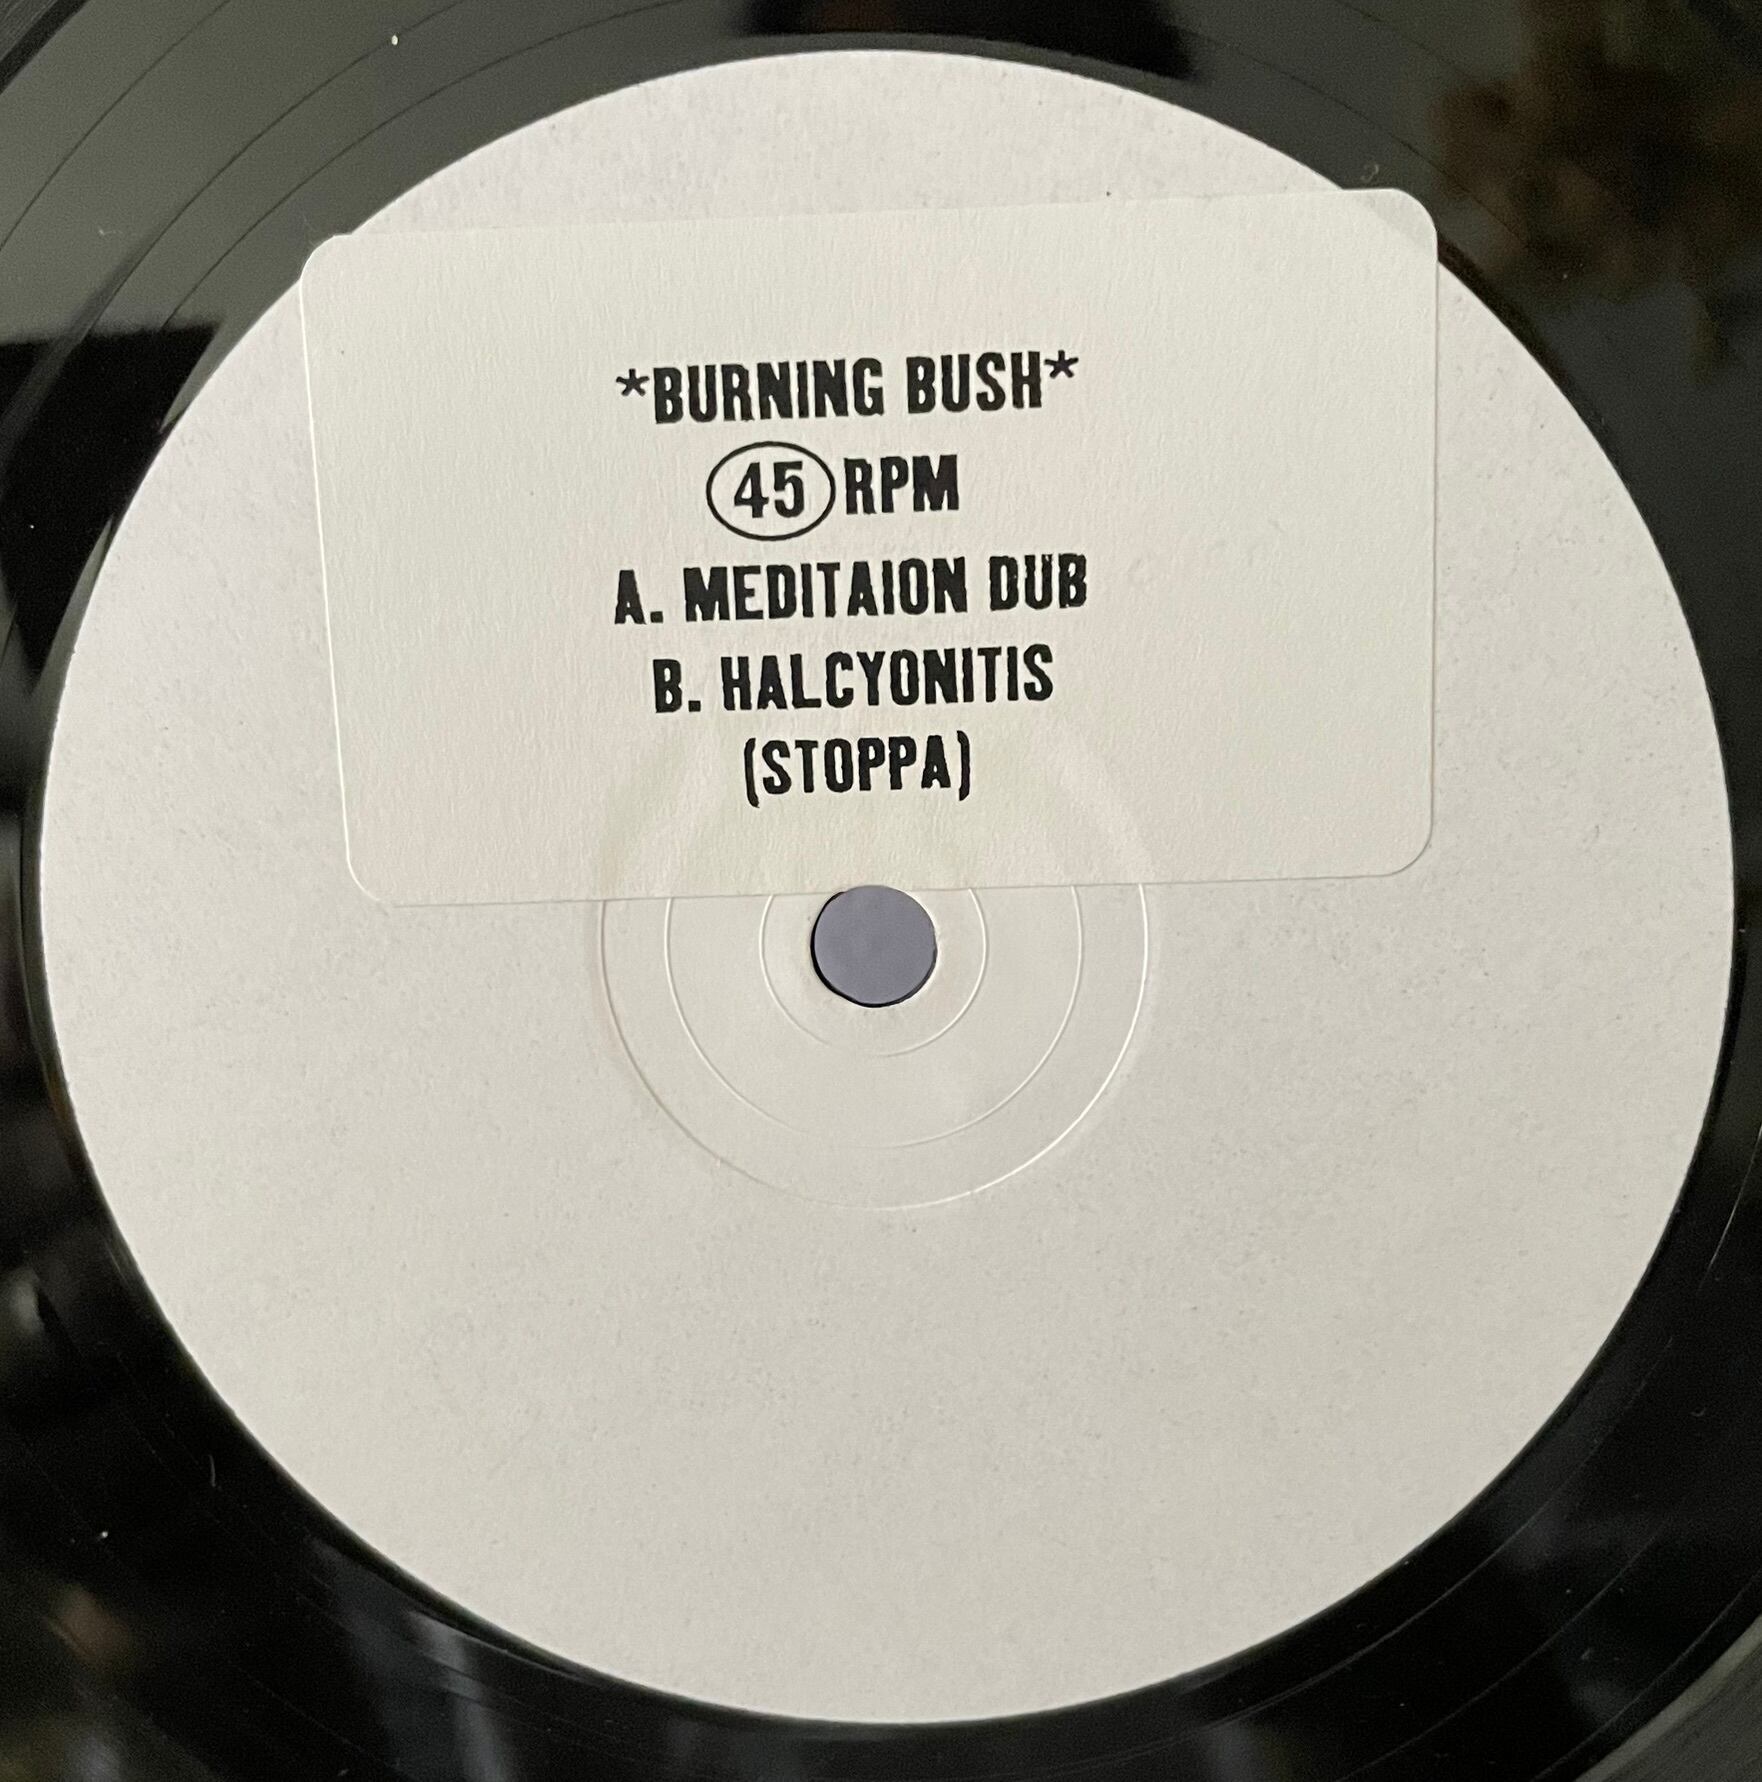 *BURNING BUSH*
45 RPM
A. MEDITAION DUB
B. HALCYONITIS
(STOPPA)